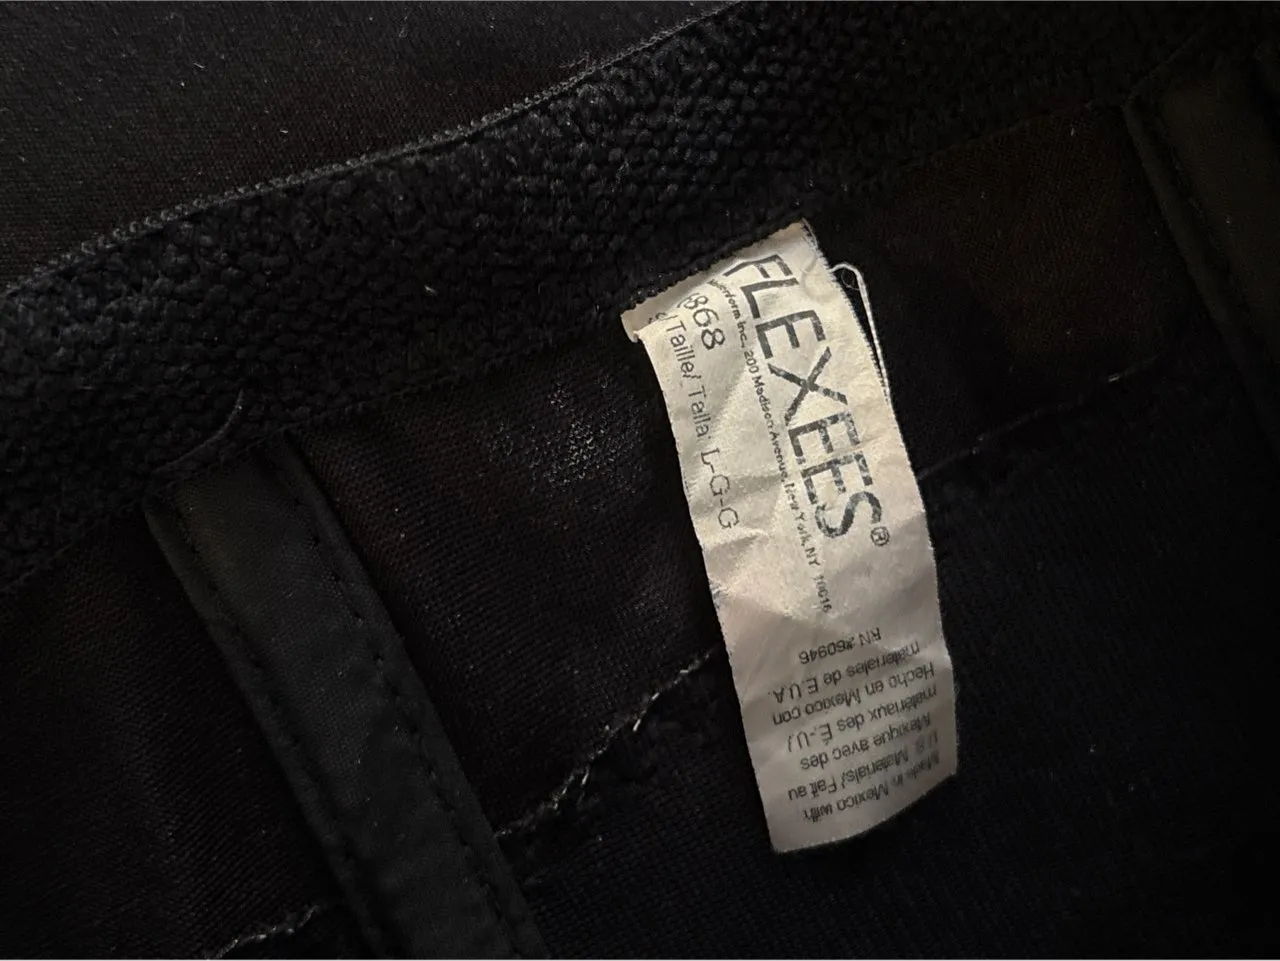 FLEXEES®
Inc., 200 Madison Avenue, New York, NY 10016
868
/Taille/ Talla: L-G-G
RN #60946
Made in Mexico with
U.S. Materials/ Fait au
Mexique avec des
matériaux des É.-U./
Hecho en Mexico con
materiales de E.U.A.